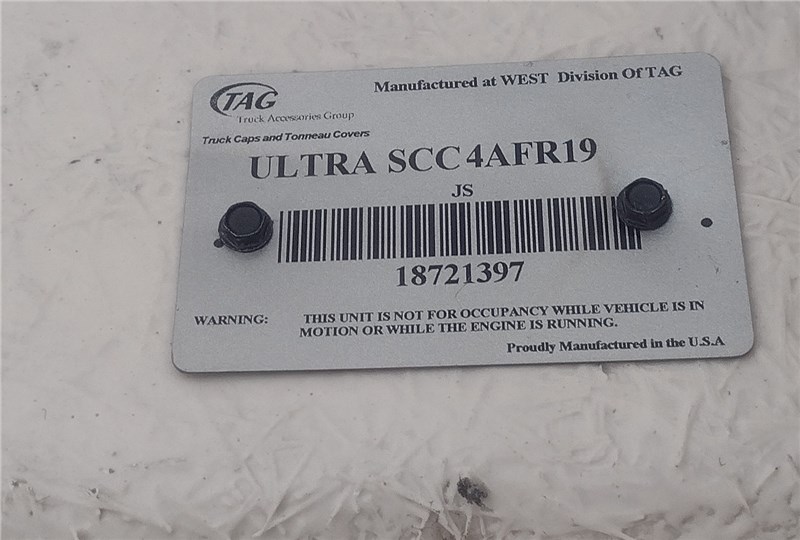 Manufactured at WEST Division Of TAG
TAG
Truck Accessories Group
Truck Caps and Tonneau Covers
ULTRA SCC 4AFR19
JS
18721397
WARNING: THIS UNIT IS NOT FOR OCCUPANCY WHILE VEHICLE IS IN
MOTION OR WHILE THE ENGINE IS RUNNING.
Proudly Manufactured in the U.S.A